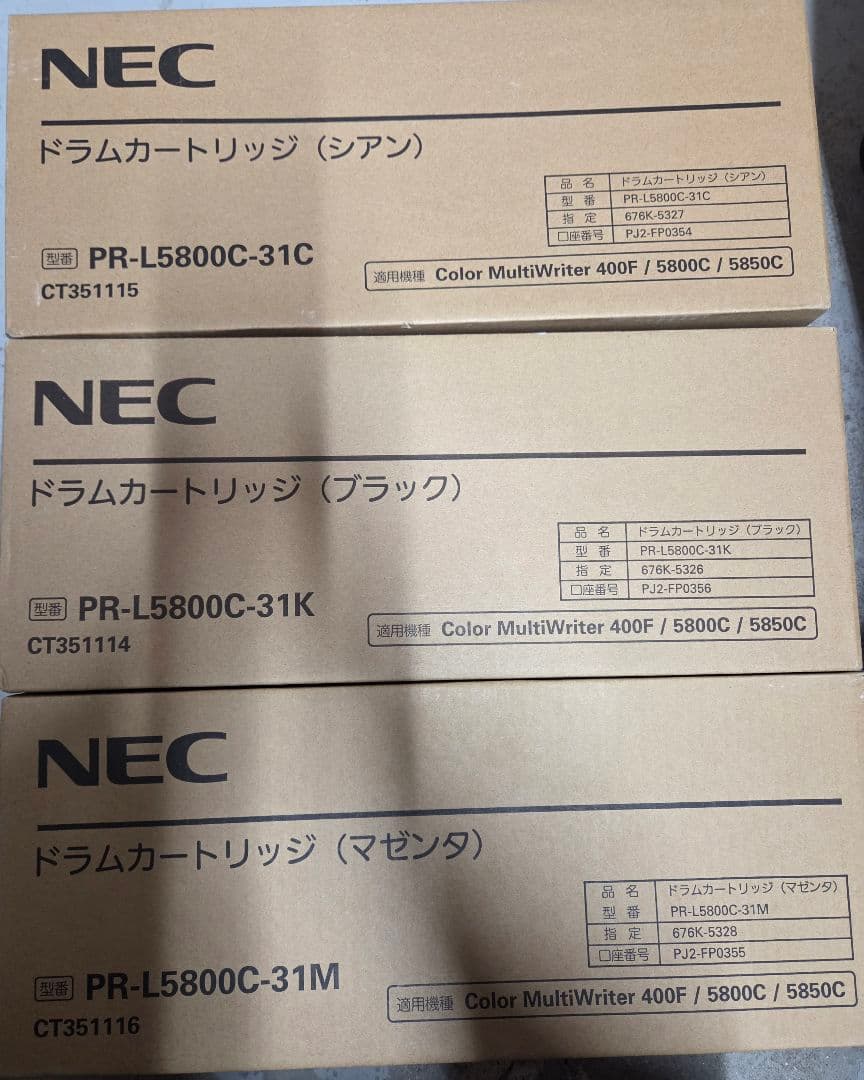 NEC
ドラムカートリッジ（シアン）
品 名 ドラムカートリッジ（シアン）
型 番 PR-L5800C-31C
指 定 676K-5327
口座番号 PJ2-FP0354
型番 PR-L5800C-31C
適用機種 Color MultiWriter 400F / 5800C / 5850C
CT351115
NEC
ドラムカートリッジ（ブラック）
品 名 ドラムカートリッジ（ブラック）
型 番 PR-L5800C-31K
指 定 676K-5326
口座番号 PJ2-FP0356
型番 PR-L5800C-31K
適用機種 Color MultiWriter 400F / 5800C / 5850C
CT351114
NEC
ドラムカートリッジ（マゼンタ）
品 名 ドラムカートリッジ（マゼンタ）
型 番 PR-L5800C-31M
指 定 676K-5328
口座番号 PJ2-FP0355
型番 PR-L5800C-31M
適用機種 Color MultiWriter 400F / 5800C / 5850C
CT351116